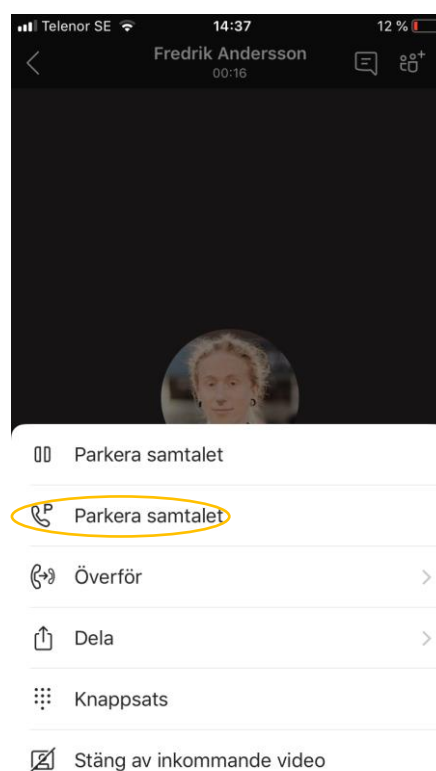 Telenor SE 14:37 12 %
Fredrik Andersson
00:16
Parkera samtalet
Parkera samtalet
Överför
Dela
Knappsats
Stäng av inkommande video